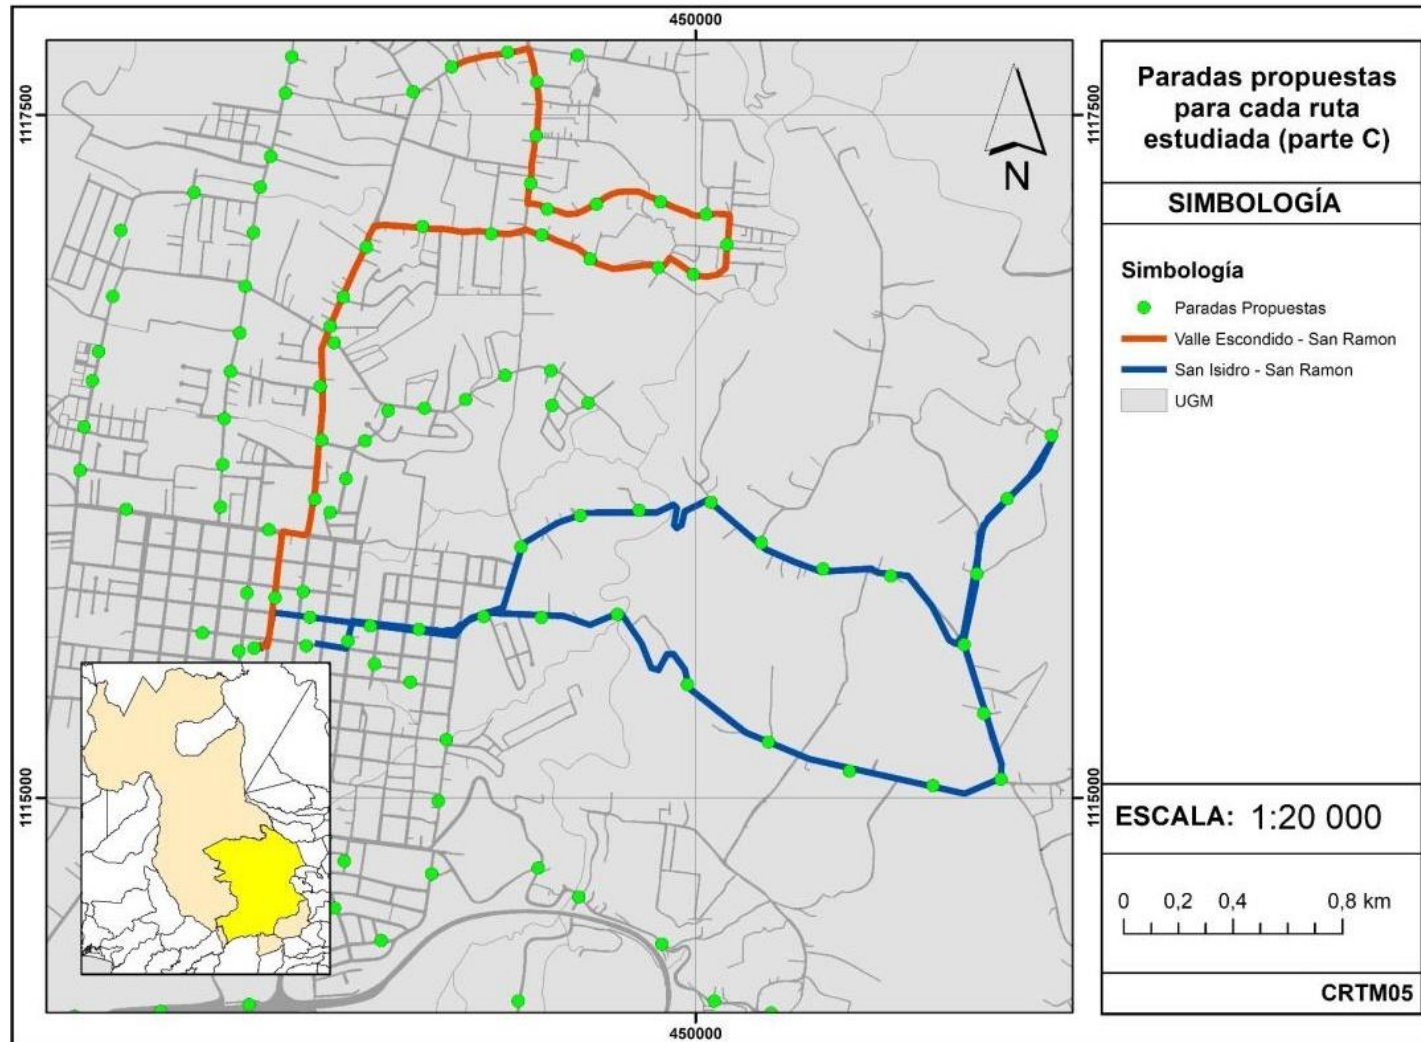 450000
1117500
1117500
N
1115000
1115000
450000
Paradas propuestas
para cada ruta
estudiada (parte C)
SIMBOLOGÍA
Simbología
Paradas Propuestas
Valle Escondido - San Ramon
San Isidro - San Ramon
UGM
ESCALA: 1:20 000
0 0,2 0,4 0,8 km
CRTM05